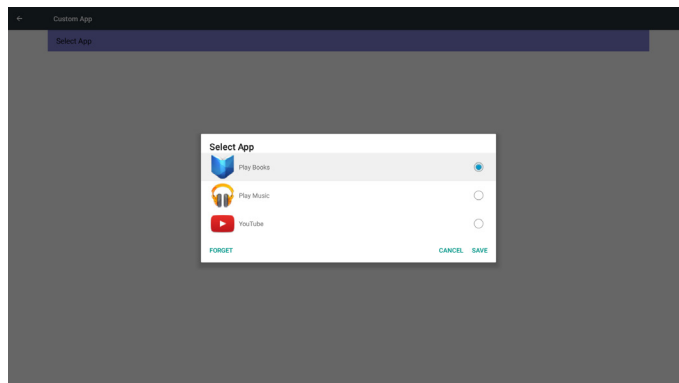 Custom App
Select App
Select App
Play Books
Play Music
YouTube
FORGET CANCEL SAVE